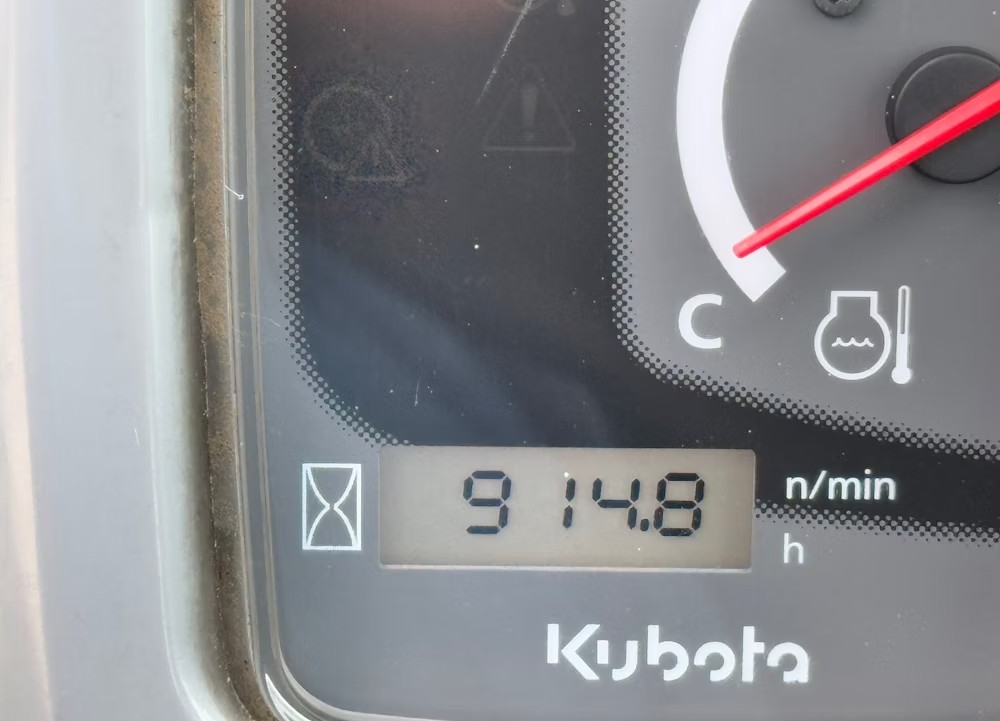 C
914.8
n/min
h
Kubota